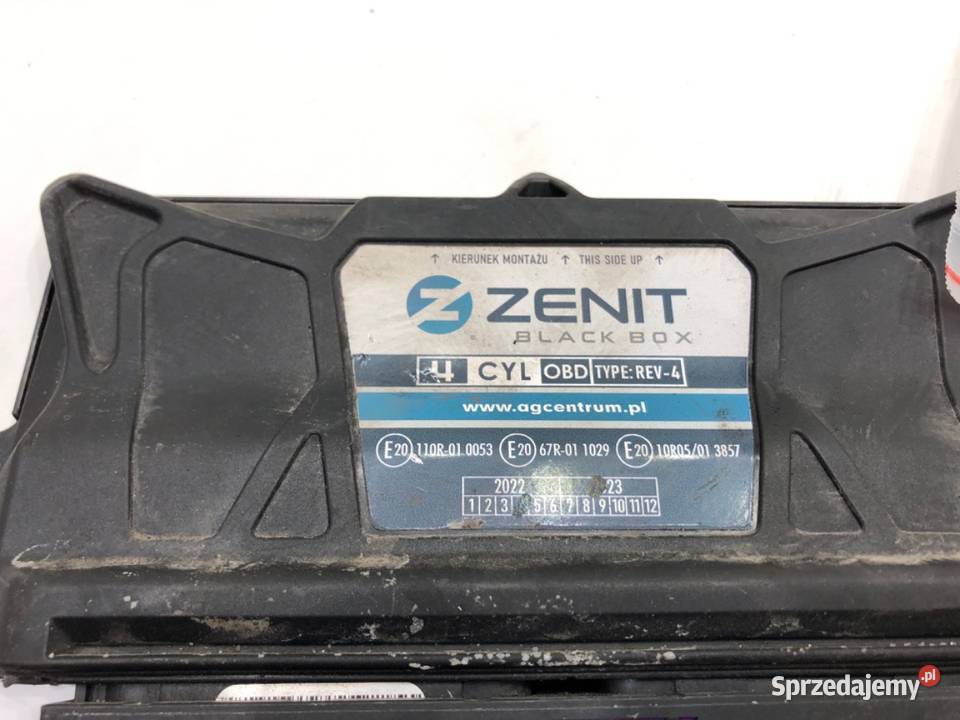 ↑ KIERUNEK MONTAŻU ↑ THIS SIDE UP ↑
ZENIT
BLACK BOX
4 CYL OBD TYPE: REV-4
www.agcentrum.pl
E20 110R-01 0053 E20 67R-01 1029 E20 10R05/01 3857
2022
1 2 3 5 6 7 8 9 10 11 12
Sprzedajemy.pl